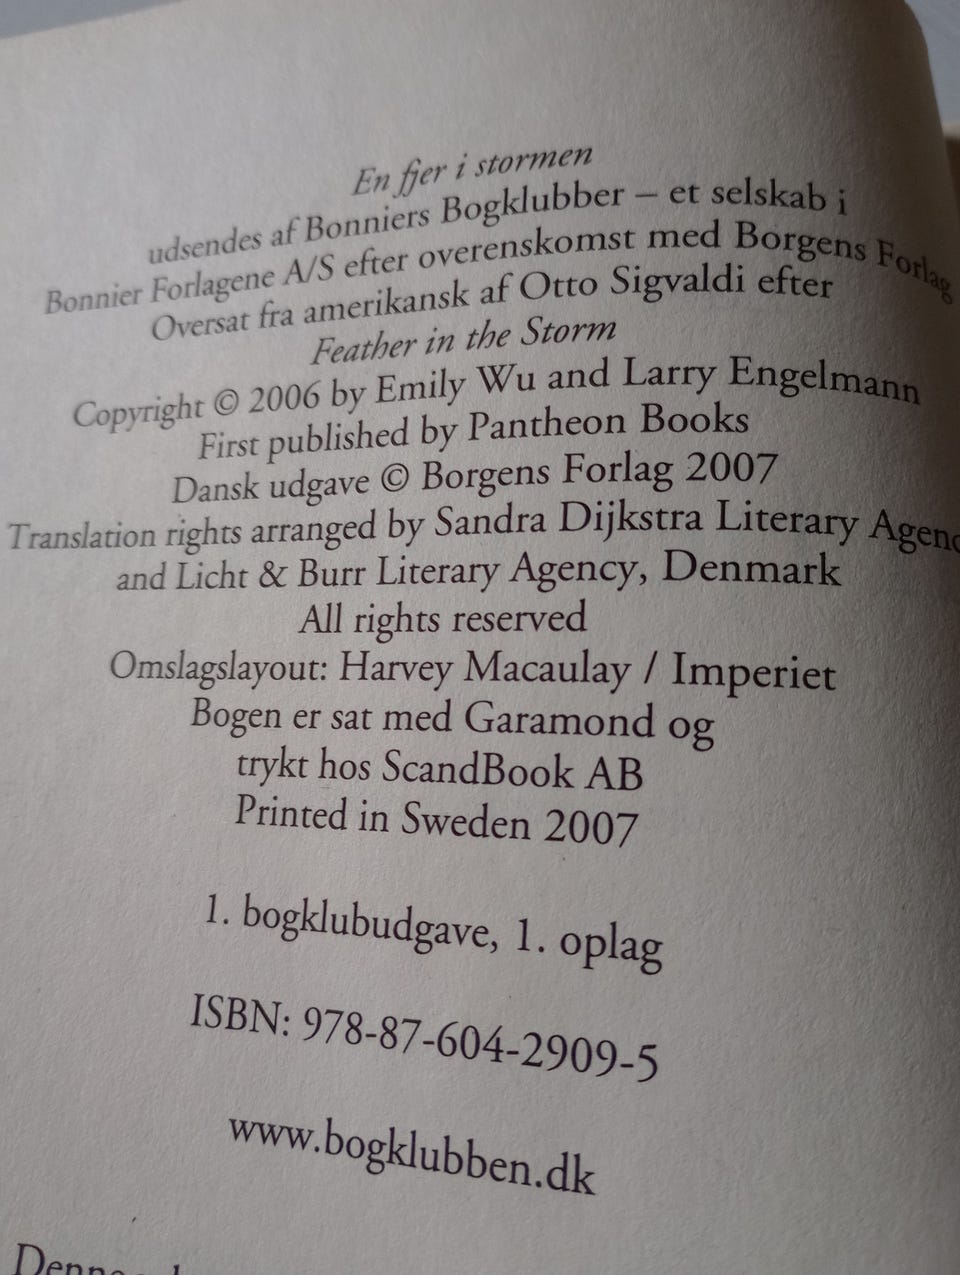 En fjer i stormen
udsendes af Bonniers Bogklubber – et selskab i
Bonnier Forlagene A/S efter overenskomst med Borgens Forlag
Oversat fra amerikansk af Otto Sigvaldi efter
Feather in the Storm
Copyright © 2006 by Emily Wu and Larry Engelmann
First published by Pantheon Books
Dansk udgave © Borgens Forlag 2007
Translation rights arranged by Sandra Dijkstra Literary
and Licht & Burr Literary Agency, Denmark
All rights reserved
Omslagslayout: Harvey Macaulay / Imperiet
Bogen er sat med Garamond og
trykt hos ScandBook AB
Printed in Sweden 2007
1. bogklubudgave, 1. oplag
ISBN: 978-87-604-2909-5
www.bogklubben.dk